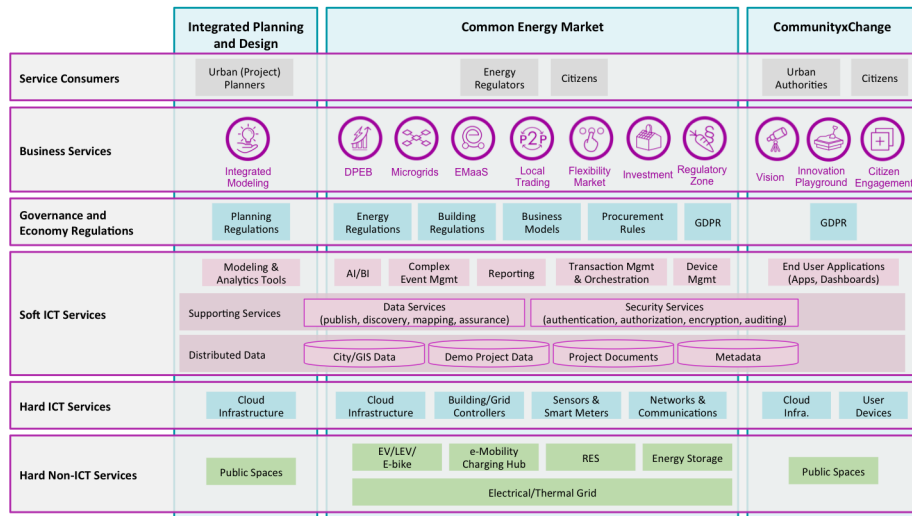 Integrated Planning
and Design
Common Energy Market
CommunityxChange
Service Consumers
Urban (Project)
Planners
Energy
Regulators
Citizens
Urban
Authorities
Citizens
Business Services
Integrated
Modeling
DPEB
Microgrids
EMaaS
P2P
Local
Trading
Flexibility
Market
Investment
Regulatory
Zone
Vision
Innovation
Playground
Citizen
Engagement
Governance and
Economy Regulations
Planning
Regulations
Energy
Regulations
Building
Regulations
Business
Models
Procurement
Rules
GDPR
GDPR
Soft ICT Services
Modeling &
Analytics Tools
AI/BI
Complex
Event Mgmt
Reporting
Transaction Mgmt
& Orchestration
Device
Mgmt
End User Applications
(Apps, Dashboards)
Supporting Services
Data Services
(publish, discovery, mapping, assurance)
Security Services
(authentication, authorization, encryption, auditing)
Distributed Data
City/GIS Data
Demo Project Data
Project Documents
Metadata
Hard ICT Services
Cloud
Infrastructure
Cloud
Infrastructure
Building/Grid
Controllers
Sensors &
Smart Meters
Networks &
Communications
Cloud
Infra.
User
Devices
Hard Non-ICT Services
Public Spaces
EV/LEV/
E-bike
e-Mobility
Charging Hub
RES
Energy Storage
Electrical/Thermal Grid
Public Spaces